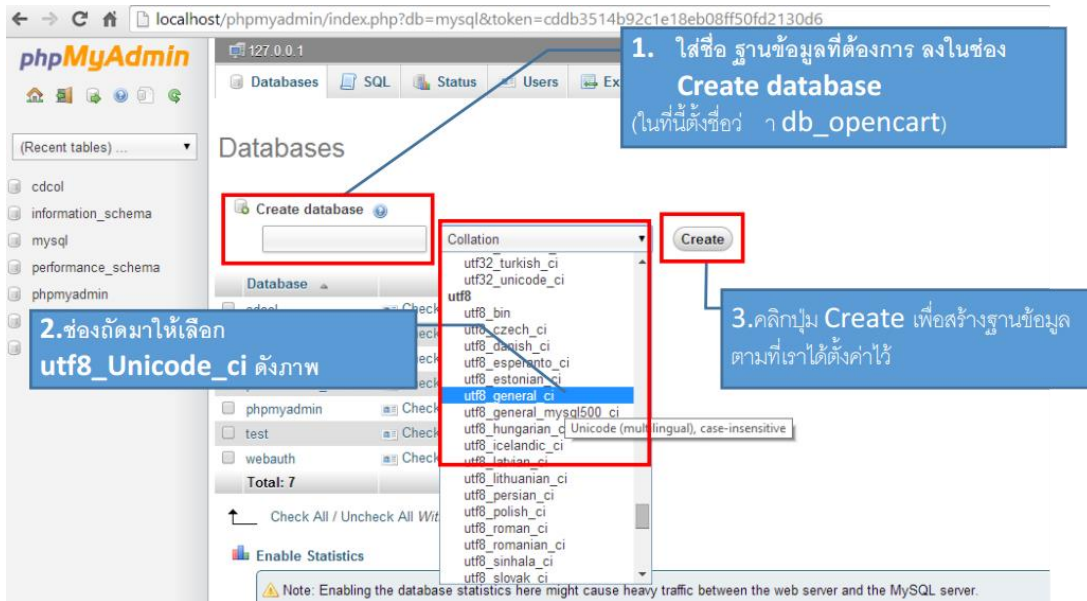 localhost/phpmyadmin/index.php?db=mysql&token=cddb3514b92c1e18eb08ff50fd2130d6
phpMyAdmin
(Recent tables) ...
cdcol
information_schema
mysql
performance_schema
phpmyadmin
127.0.0.1
Databases
SQL
Status
Users
Ex
1. ใส่ชื่อ ฐานข้อมูลที่ต้องการ ลงในช่อง
Create database
(ในที่นี้ตั้งชื่อว่ า db_opencart)
Databases
Create database
Collation
Create
utf32_turkish_ci
utf32_unicode_ci
utf8
utf8_bin
utf8_czech_ci
utf8_danish_ci
utf8_esperanto_ci
utf8_estonian_ci
utf8_general_ci
utf8_general_mysql500_ci
utf8_hungarian_c
Unicode (multilingual), case-insensitive
utf8_icelandic_ci
utf8_latvian_ci
utf8_lithuanian_ci
utf8_persian_ci
utf8_polish_ci
utf8_roman_ci
utf8_romanian_ci
utf8_sinhala_ci
utf8_slovak_ci
Database
cdcol Check
2.ช่องถัดมาให้เลือก
utf8_Unicode_ci ดังภาพ
3.คลิกปุ่ม Create เพื่อสร้างฐานข้อมูล
ตามที่เราได้ตั้งค่าไว้
phpmyadmin Check
test Check
webauth Check
Total: 7
Check All / Uncheck All Wit
Enable Statistics
Note: Enabling the database statistics here might cause heavy traffic between the web server and the MySQL server.